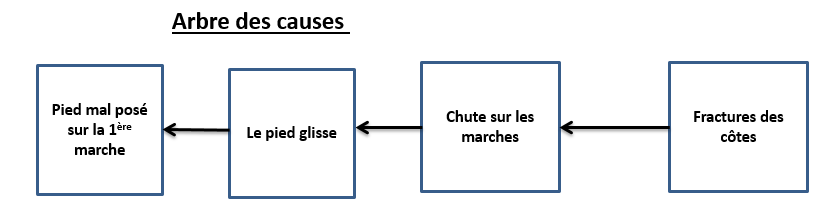 Arbre des causes
Pied mal posé
sur la 1ère
marche
Le pied glisse
Chute sur les
marches
Fractures des
côtes